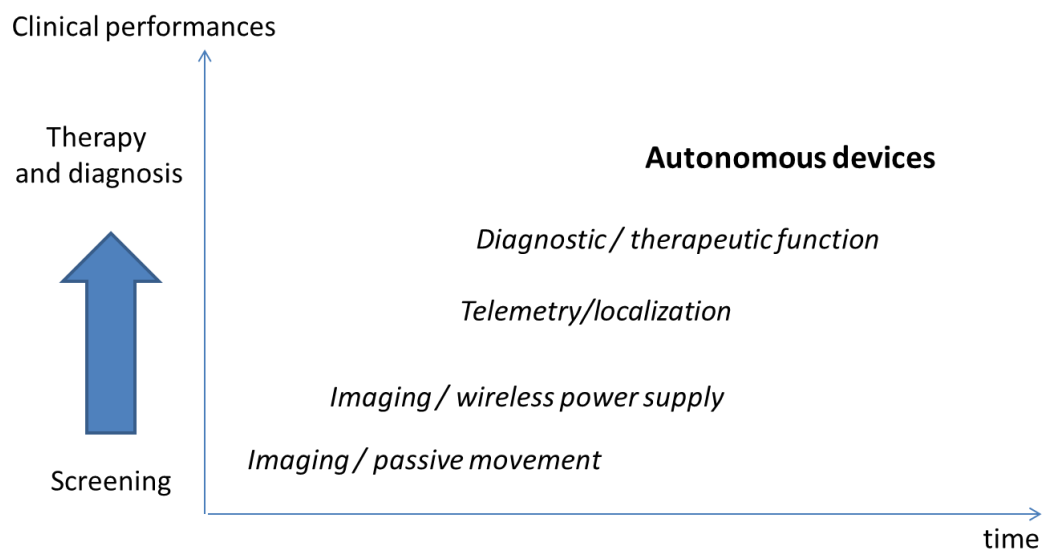 Clinical performances
Therapy
and diagnosis
Autonomous devices
Diagnostic / therapeutic function
Telemetry/localization
Imaging / wireless power supply
Imaging / passive movement
Screening
time